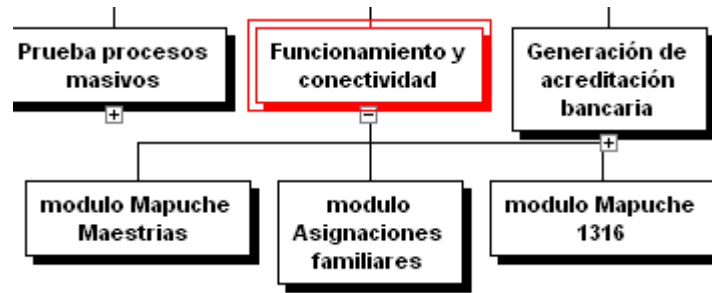 Prueba procesos
masivos
Funcionamiento y
conectividad
Generación de
acreditación
bancaria
modulo Mapuche
Maestrias
modulo
Asignaciones
familiares
modulo Mapuche
1316